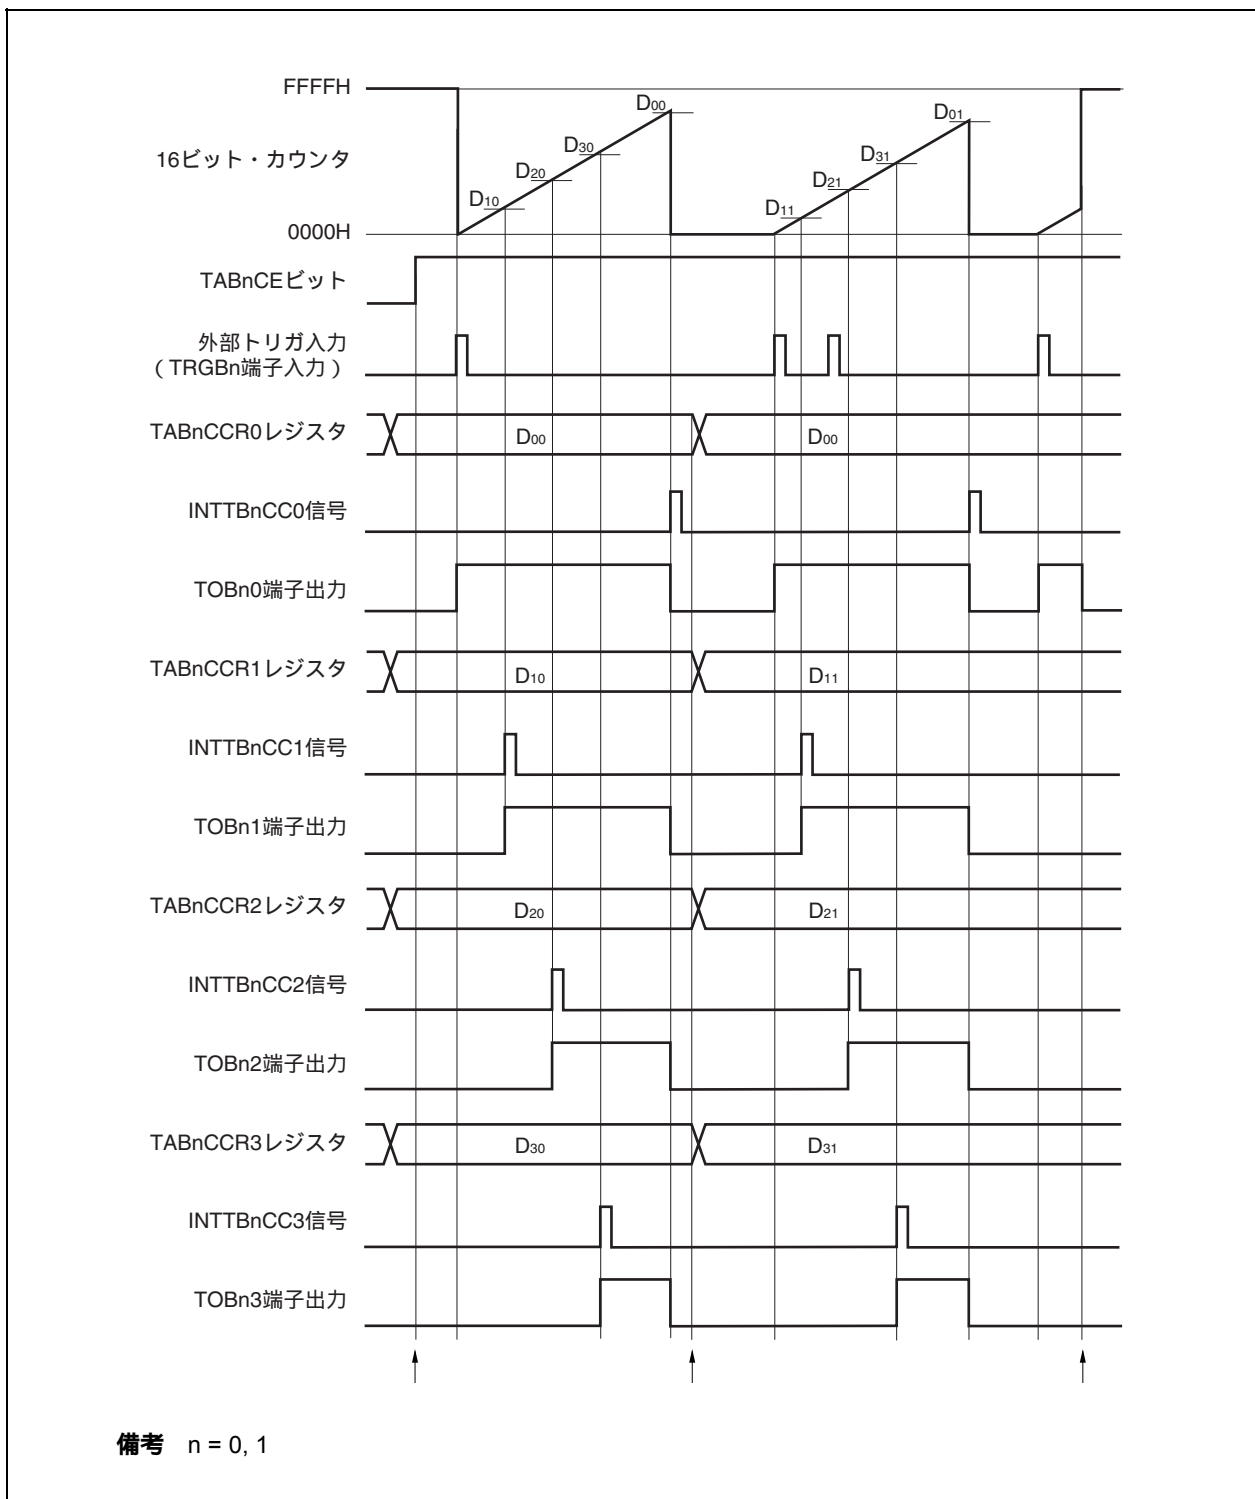 FFFFH
16ビット・カウンタ
0000H
D00
D30
D20
D10
D01
D31
D21
D11
TABnCEビット
外部トリガ入力
（TRGBn端子入力）
TABnCCR0レジスタ
D00
D00
INTTBnCC0信号
TOBn0端子出力
TABnCCR1レジスタ
D10
D11
INTTBnCC1信号
TOBn1端子出力
TABnCCR2レジスタ
D20
D21
INTTBnCC2信号
TOBn2端子出力
TABnCCR3レジスタ
D30
D31
INTTBnCC3信号
TOBn3端子出力
備考 n = 0, 1